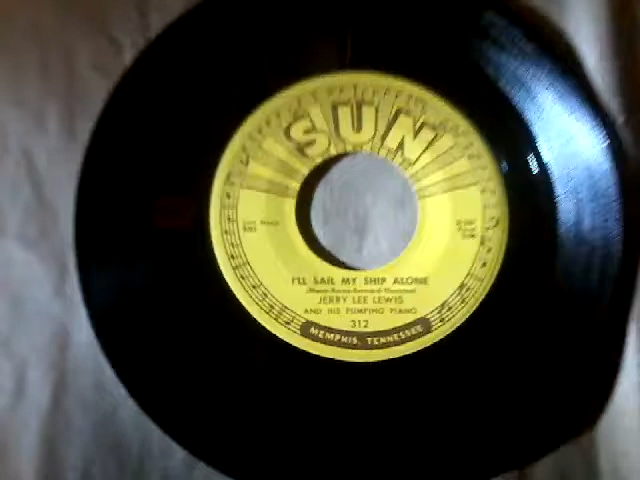 SUN
I'LL SAIL MY SHIP ALONE
JERRY LEE LEWIS
AND HIS PUMPING PIANO
312
MEMPHIS, TENNESSEE